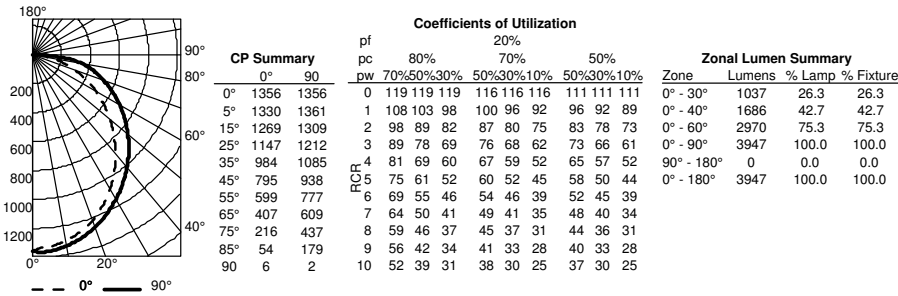 180°
90°
80°
60°
40°
200
400
600
800
1000
1200
0° 20°
0° 90°
CP Summary
0° 90
0° 1356 1356
5° 1330 1361
15° 1269 1309
25° 1147 1212
35° 984 1085
45° 795 938
55° 599 777
65° 407 609
75° 216 437
85° 54 179
90 6 2
Coefficients of Utilization
pf 20%
pc 80% 70% 50%
pw 70%50%30% 50%30%10% 50%30%10%
RCR
0 119 119 119 116 116 116 111 111 111
1 108 103 98 100 96 92 96 92 89
2 98 89 82 87 80 75 83 78 73
3 89 78 69 76 68 62 73 66 61
4 81 69 60 67 59 52 65 57 52
5 75 61 52 60 52 45 58 50 44
6 69 55 46 54 46 39 52 45 39
7 64 50 41 49 41 35 48 40 34
8 59 46 37 45 37 31 44 36 31
9 56 42 34 41 33 28 40 33 28
10 52 39 31 38 30 25 37 30 25
Zonal Lumen Summary
Zone Lumens % Lamp % Fixture
0° - 30° 1037 26.3 26.3
0° - 40° 1686 42.7 42.7
0° - 60° 2970 75.3 75.3
0° - 90° 3947 100.0 100.0
90° - 180° 0 0.0 0.0
0° - 180° 3947 100.0 100.0